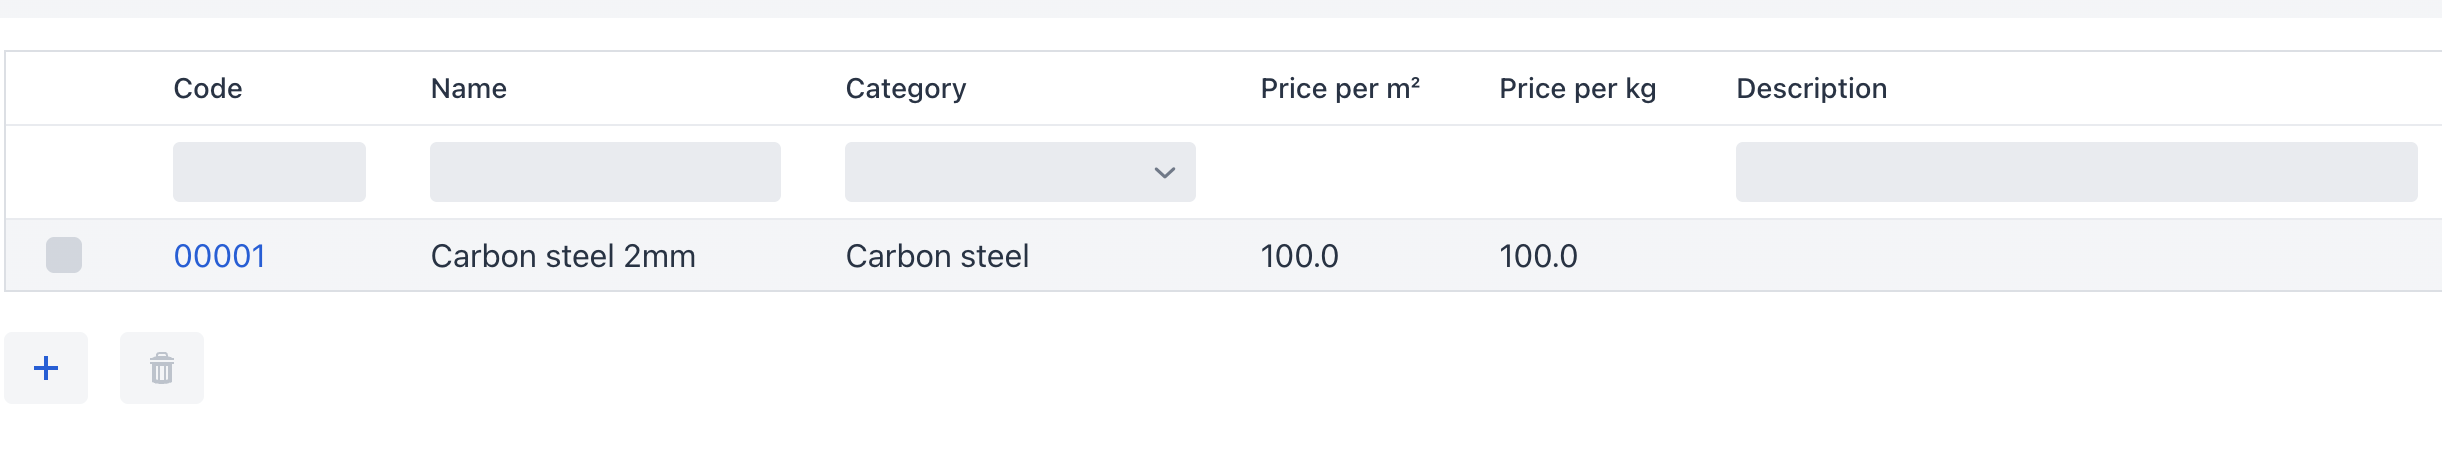 Code Name Category Price per m² Price per kg Description
00001 Carbon steel 2mm Carbon steel 100.0 100.0